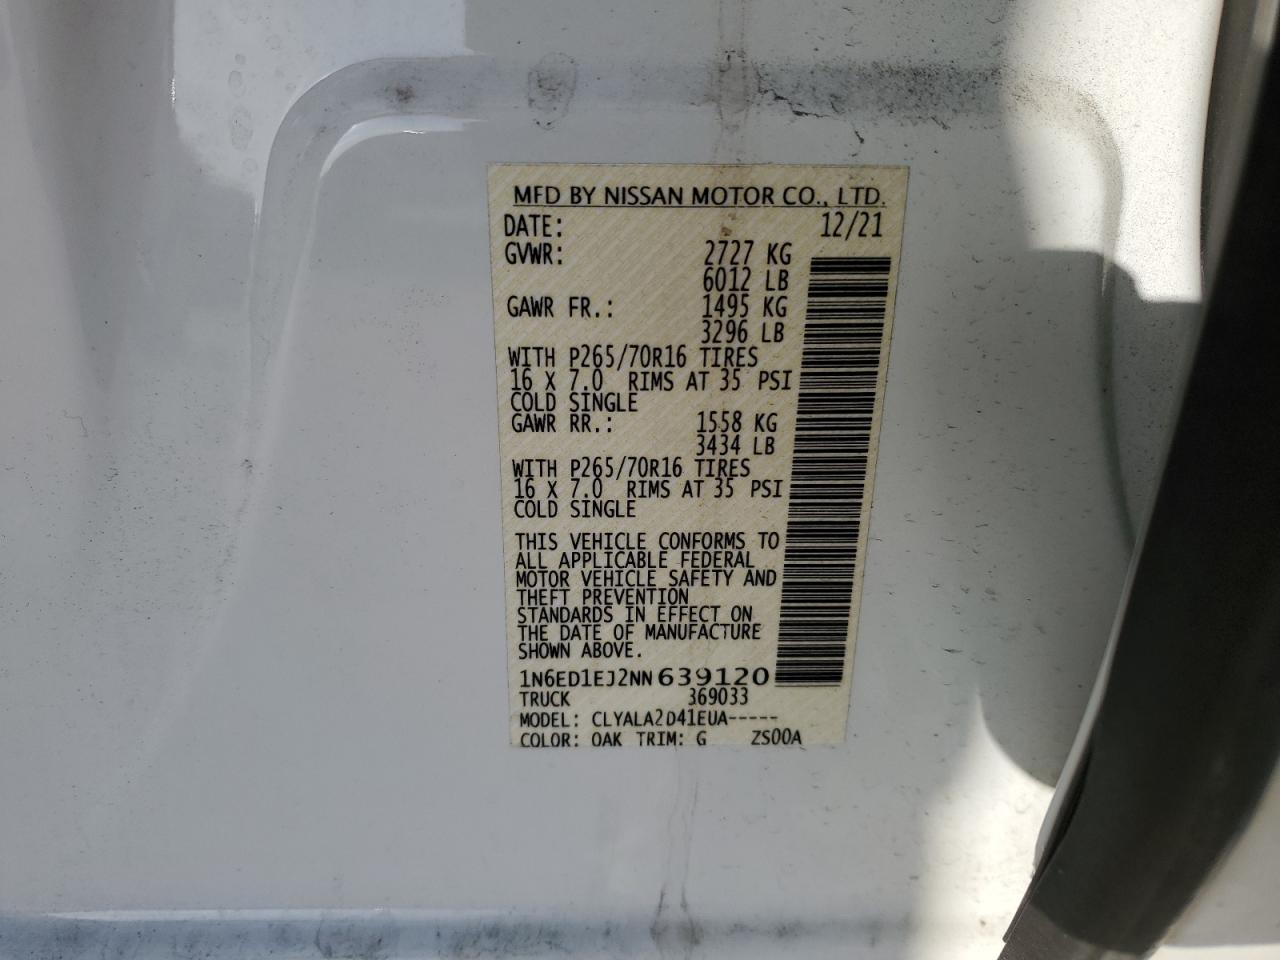 MFD BY NISSAN MOTOR CO., LTD.
DATE: 12/21
GVWR: 2727 KG
6012 LB
GAWR FR.: 1495 KG
3296 LB
WITH P265/70R16 TIRES
16 X 7.0 RIMS AT 35 PSI
COLD SINGLE
GAWR RR.: 1558 KG
3434 LB
WITH P265/70R16 TIRES
16 X 7.0 RIMS AT 35 PSI
COLD SINGLE
THIS VEHICLE CONFORMS TO
ALL APPLICABLE FEDERAL
MOTOR VEHICLE SAFETY AND
THEFT PREVENTION
STANDARDS IN EFFECT ON
THE DATE OF MANUFACTURE
SHOWN ABOVE.
1N6ED1EJ2NN639120
TRUCK 369033
MODEL: CLYALA2D41EUA-----
COLOR: QAK TRIM: G ZS00A